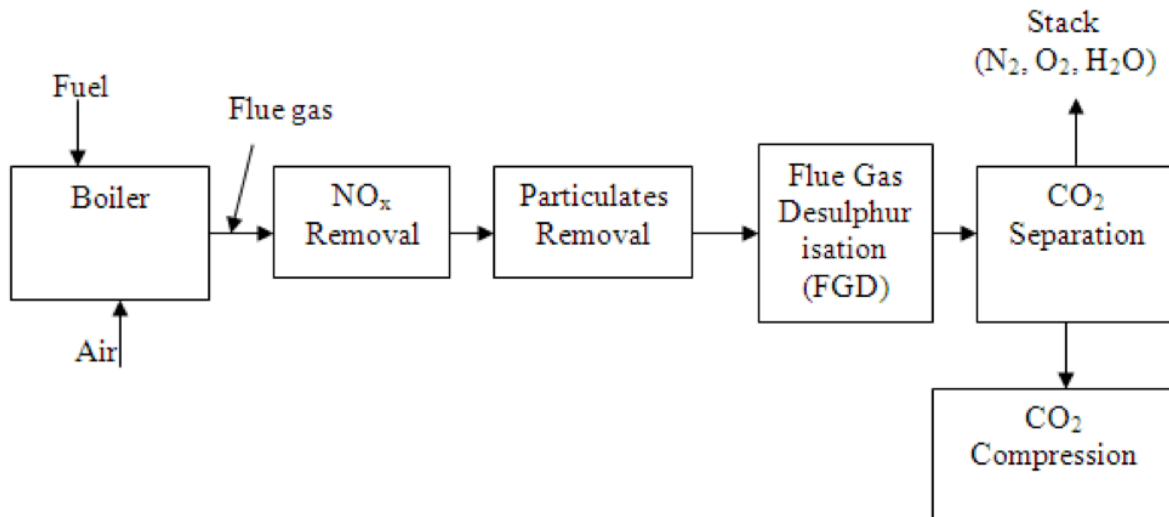 Stack
(N₂, O₂, H₂O)
Fuel
Flue gas
Boiler
NOₓ
Removal
Particulates
Removal
Flue Gas
Desulphur
isation
(FGD)
CO₂
Separation
Air
CO₂
Compression